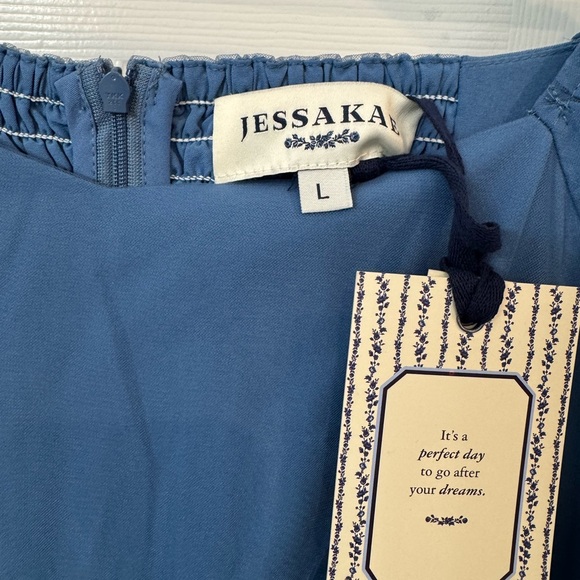 JESSAKAE
L
It's a
perfect day
to go after
your dreams.